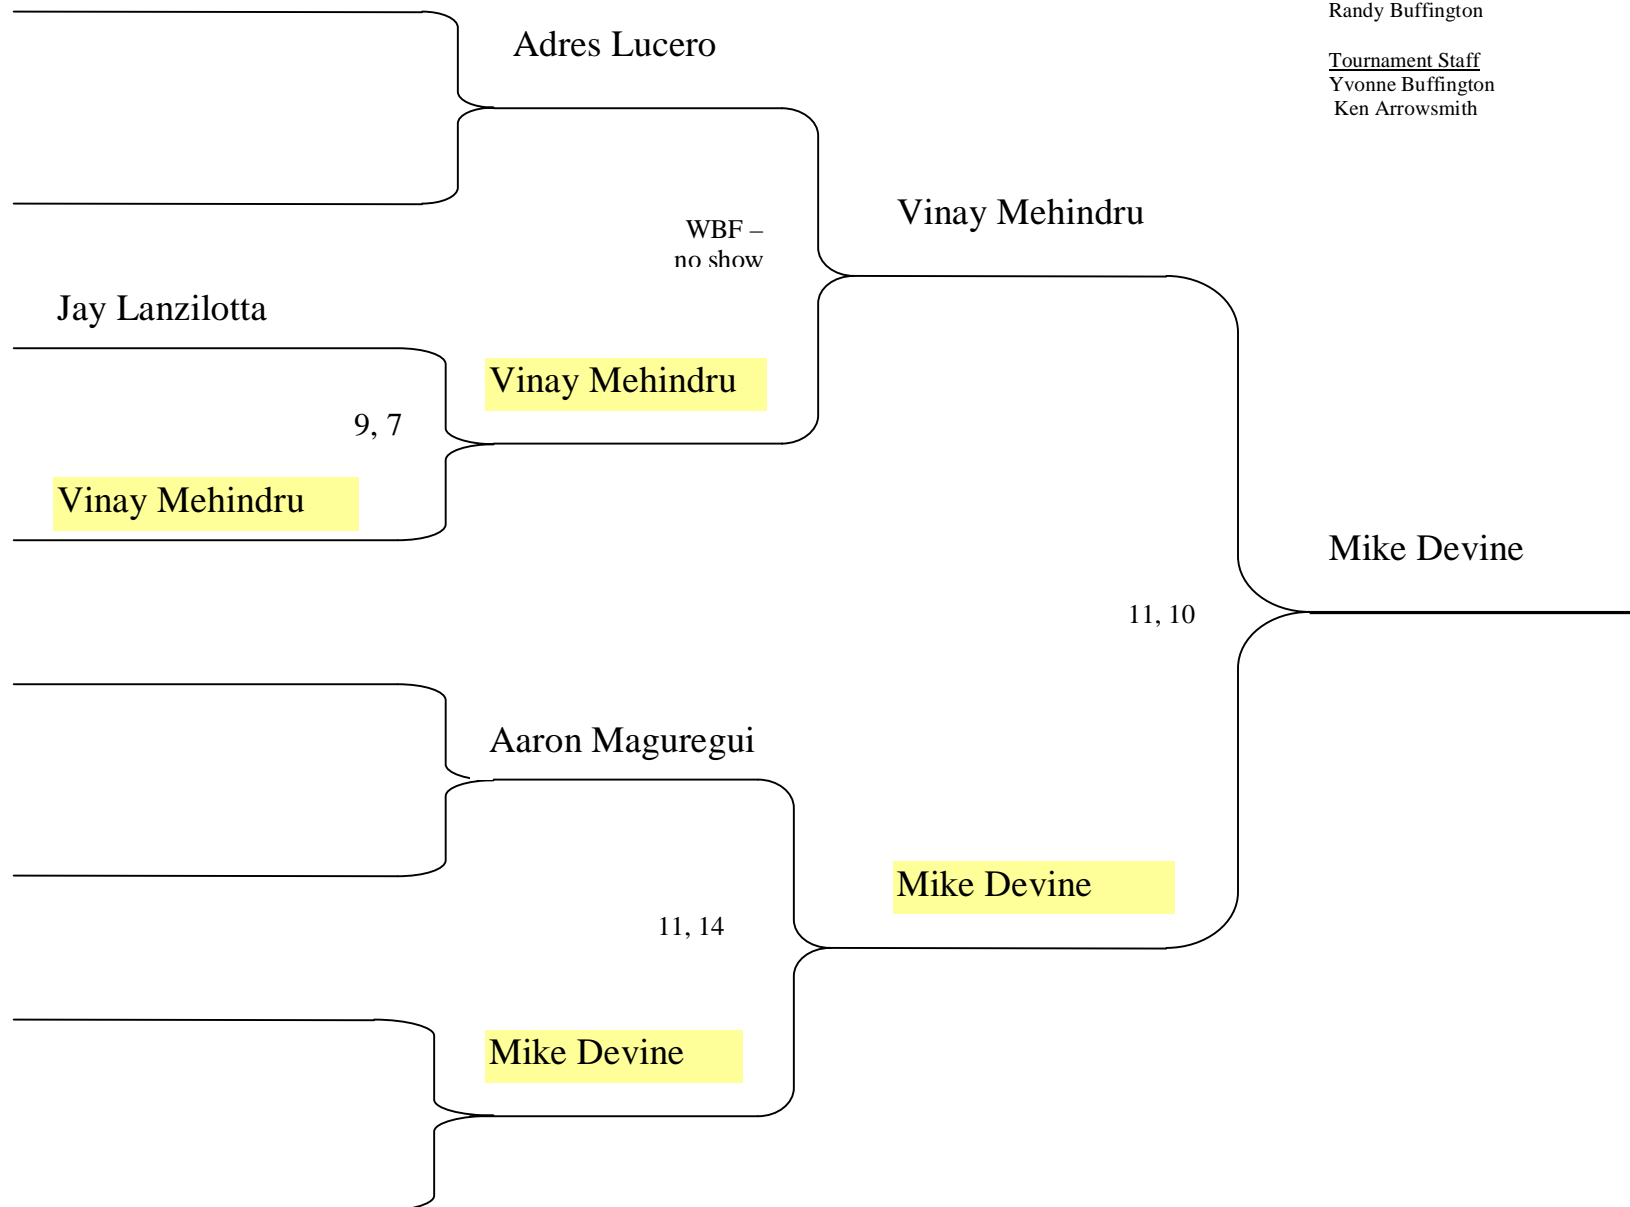 Randy Buffington
Tournament Staff
Yvonne Buffington
Ken Arrowsmith
Adres Lucero
WBF –
no show
Vinay Mehindru
Jay Lanzilotta
9, 7
Vinay Mehindru
Vinay Mehindru
Mike Devine
11, 10
Aaron Maguregui
11, 14
Mike Devine
Mike Devine